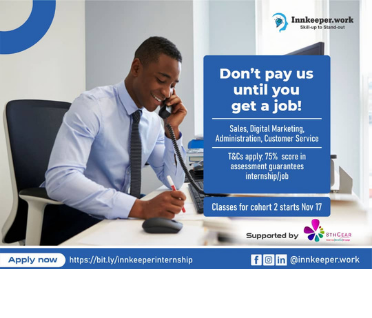 Innkeeper.work
Skill-up to Stand-out
Don't pay us
until you
get a job!
Sales, Digital Marketing,
Administration, Customer Service
T&Cs apply: 75% score in
assessment guarantees
internship/job
Classes for cohort 2 starts Nov 17
Supported by
8THGEAR
Apply now
https://bit.ly/innkeeperinternship
@innkeeper.work